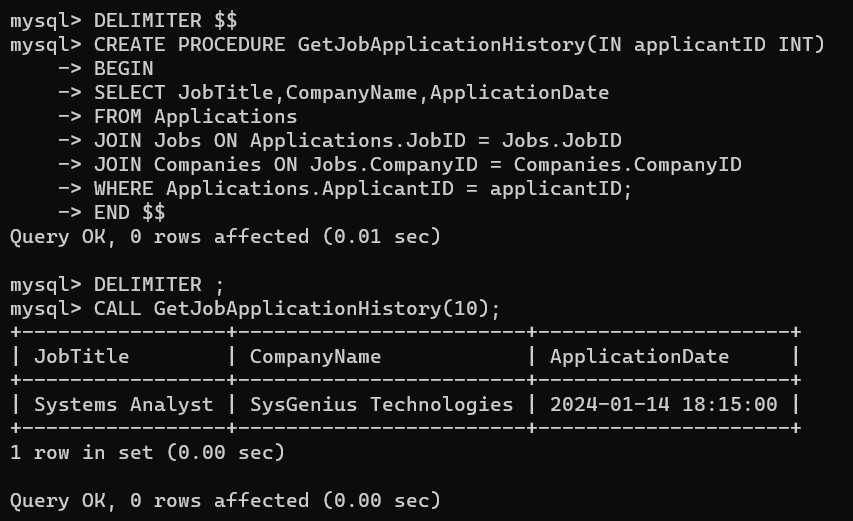 mysql> DELIMITER $$
mysql> CREATE PROCEDURE GetJobApplicationHistory(IN applicantID INT)
    -> BEGIN
    -> SELECT JobTitle,CompanyName,ApplicationDate
    -> FROM Applications
    -> JOIN Jobs ON Applications.JobID = Jobs.JobID
    -> JOIN Companies ON Jobs.CompanyID = Companies.CompanyID
    -> WHERE Applications.ApplicantID = applicantID;
    -> END $$
Query OK, 0 rows affected (0.01 sec)

mysql> DELIMITER ;
mysql> CALL GetJobApplicationHistory(10);
+-----------------+------------------------+---------------------+
| JobTitle        | CompanyName            | ApplicationDate     |
+-----------------+------------------------+---------------------+
| Systems Analyst | SysGenius Technologies | 2024-01-14 18:15:00 |
+-----------------+------------------------+---------------------+
1 row in set (0.00 sec)

Query OK, 0 rows affected (0.00 sec)